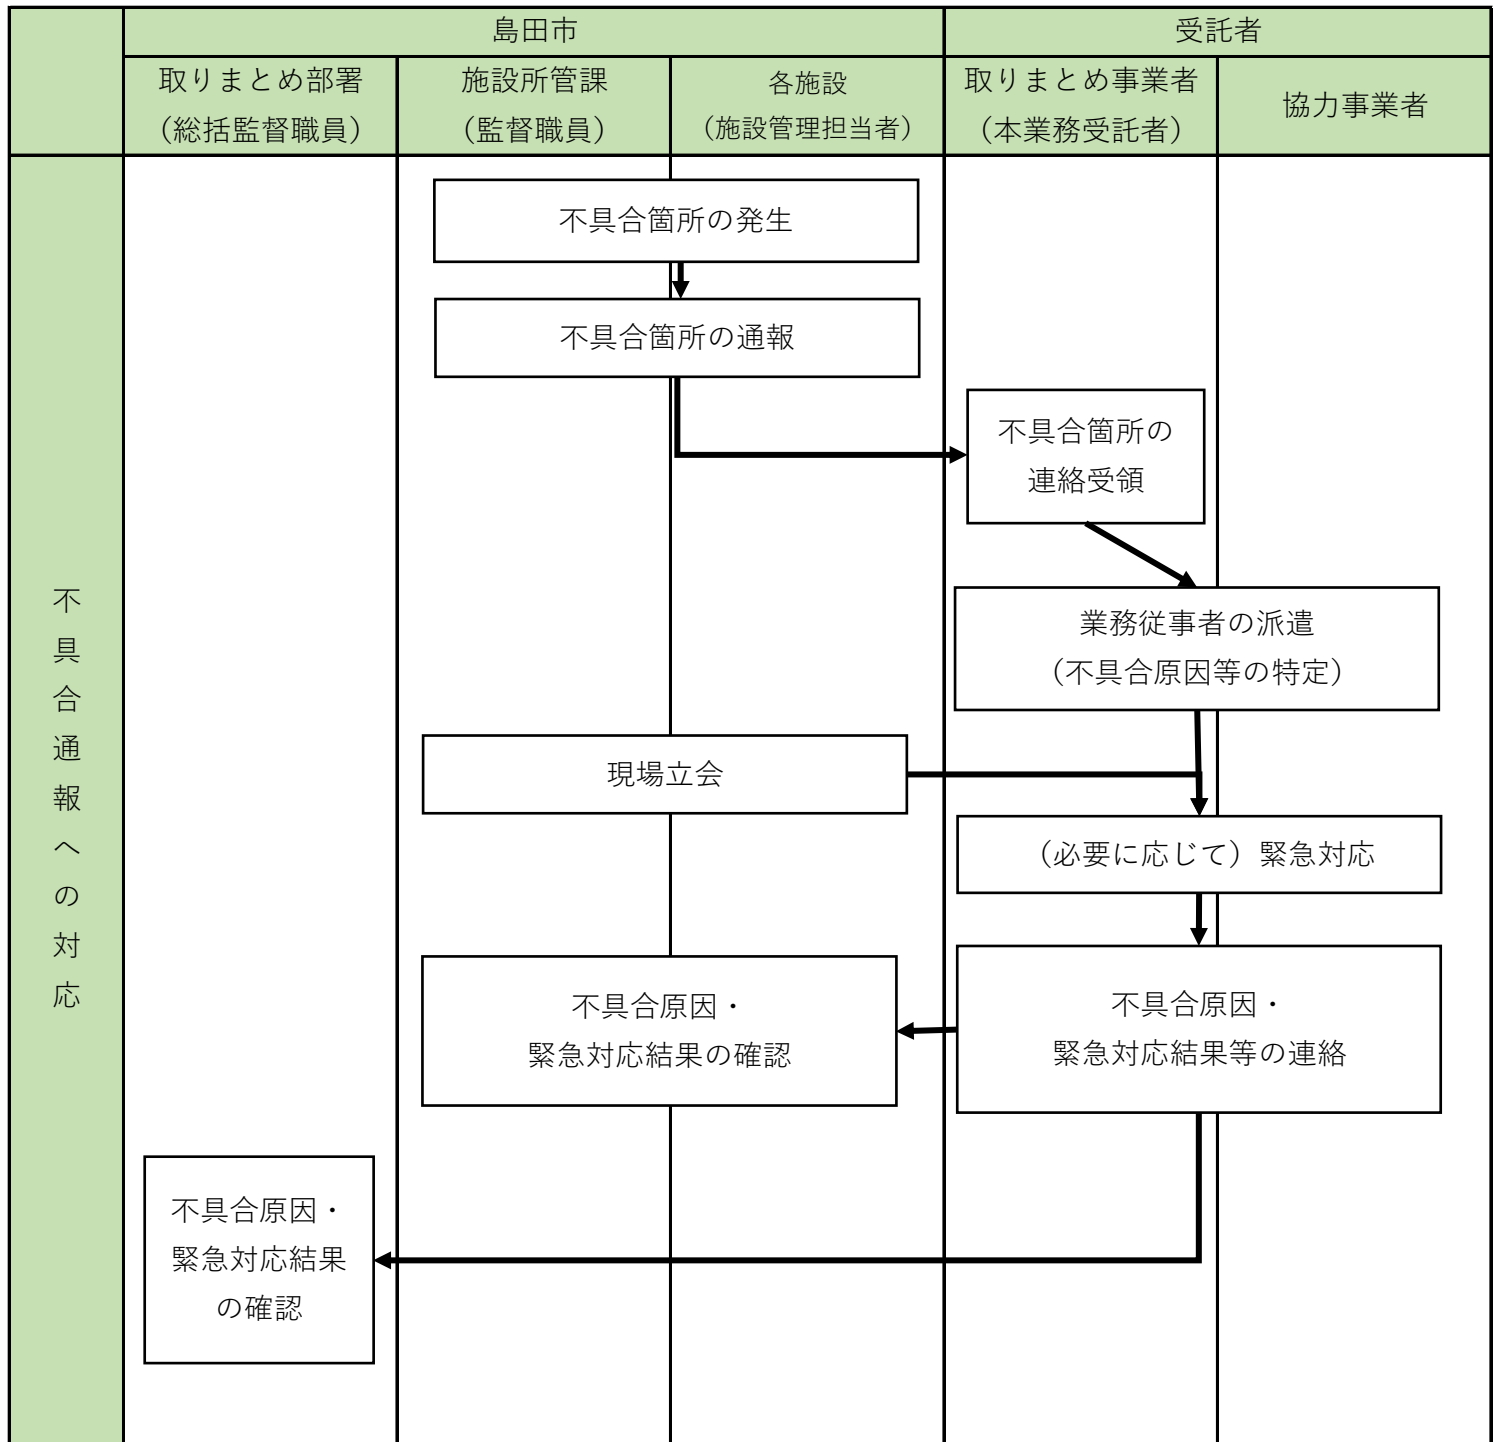 島田市
受託者
取りまとめ部署
（総括監督職員）
施設所管課
（監督職員）
各施設
（施設管理担当者）
取りまとめ事業者
（本業務受託者）
協力事業者
不具合通報への対応
不具合箇所の発生
不具合箇所の通報
不具合箇所の
連絡受領
業務従事者の派遣
（不具合原因等の特定）
現場立会
（必要に応じて）緊急対応
不具合原因・
緊急対応結果の確認
不具合原因・
緊急対応結果等の連絡
不具合原因・
緊急対応結果
の確認